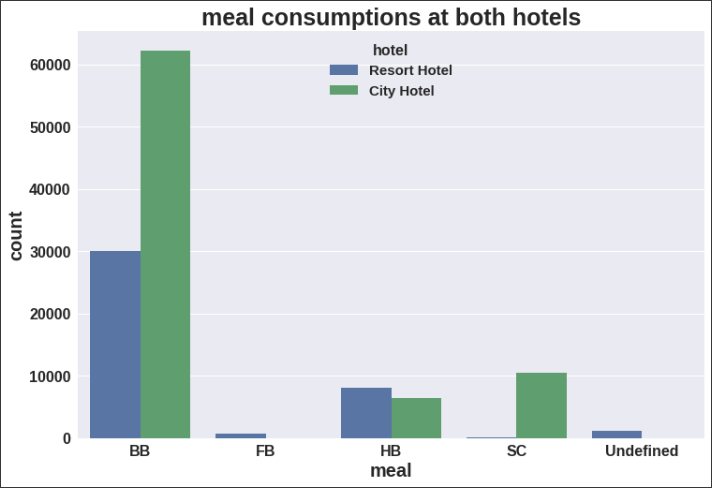 meal consumptions at both hotels
hotel
Resort Hotel
City Hotel
60000
50000
40000
30000
20000
10000
0
count
BB FB HB SC Undefined
meal